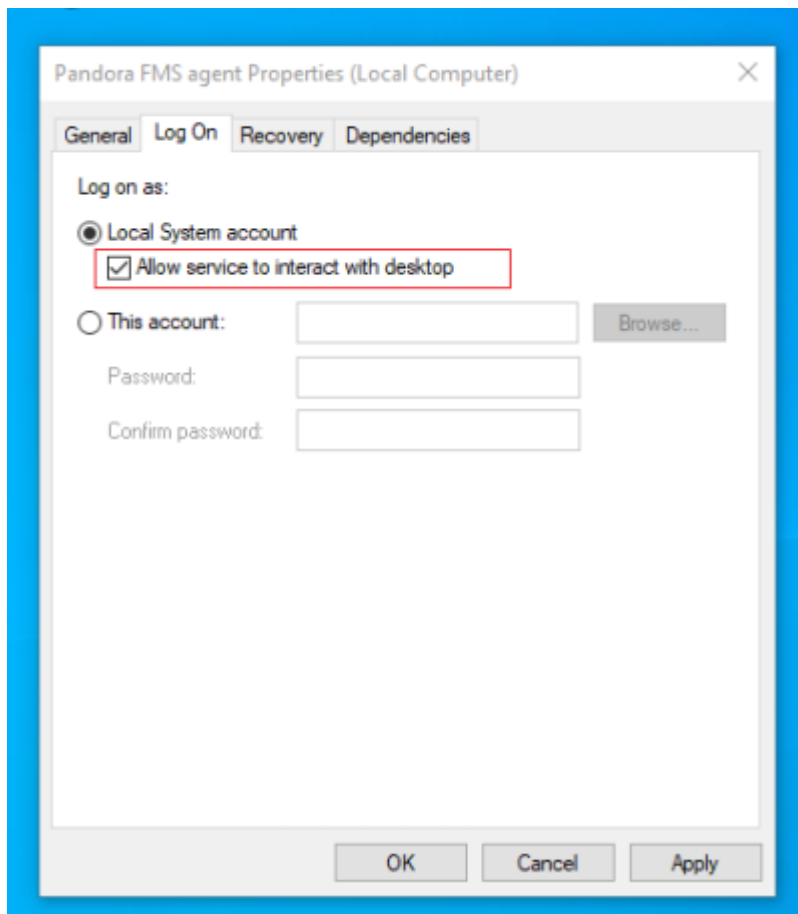 Pandora FMS agent Properties (Local Computer)
General Log On Recovery Dependencies
Log on as:
Local System account
Allow service to interact with desktop
This account:
Browse...
Password:
Confirm password:
OK Cancel Apply